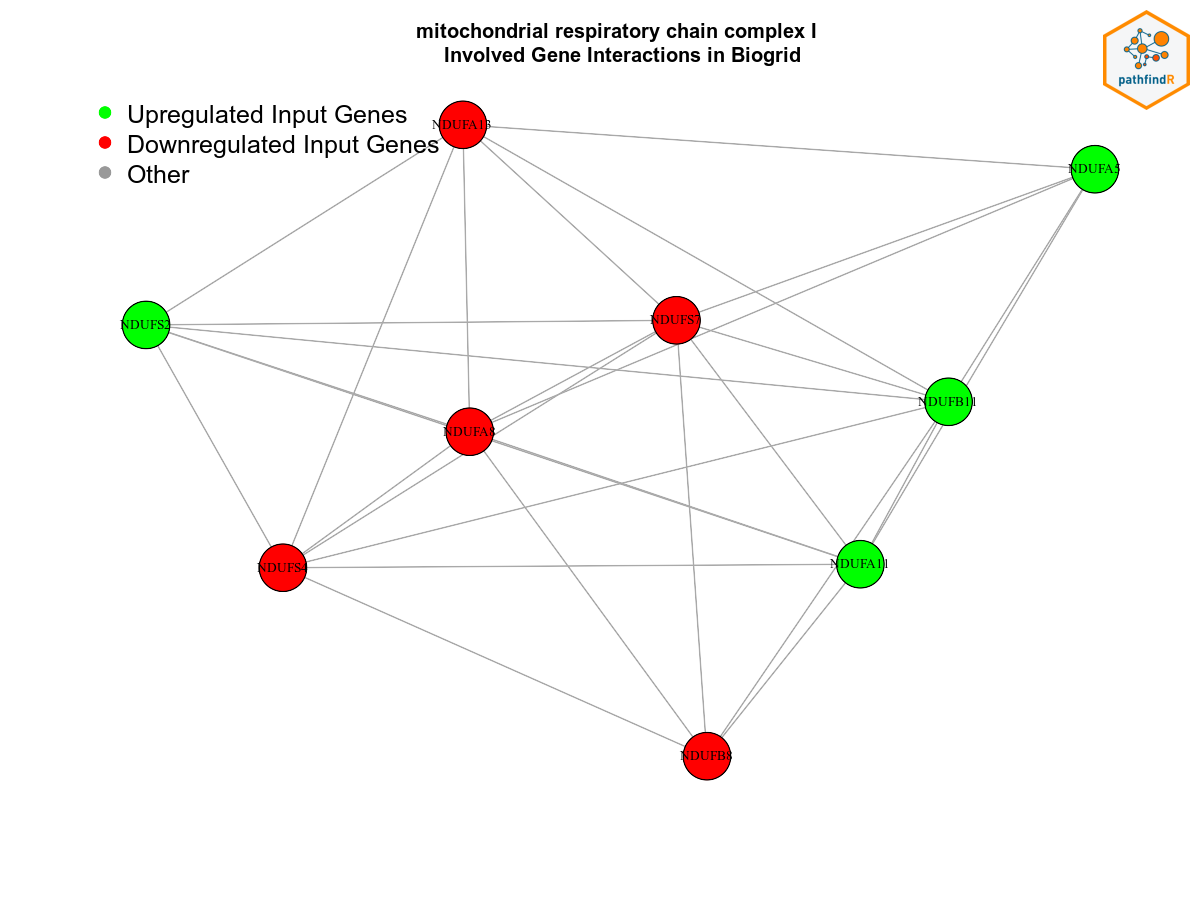 mitochondrial respiratory chain complex I
Involved Gene Interactions in Biogrid
pathfindR
Upregulated Input Genes
Downregulated Input Genes
Other
NDUFA13
NDUFA5
NDUFS2
NDUFS7
NDUFB11
NDUFA8
NDUFS4
NDUFA11
NDUFB8